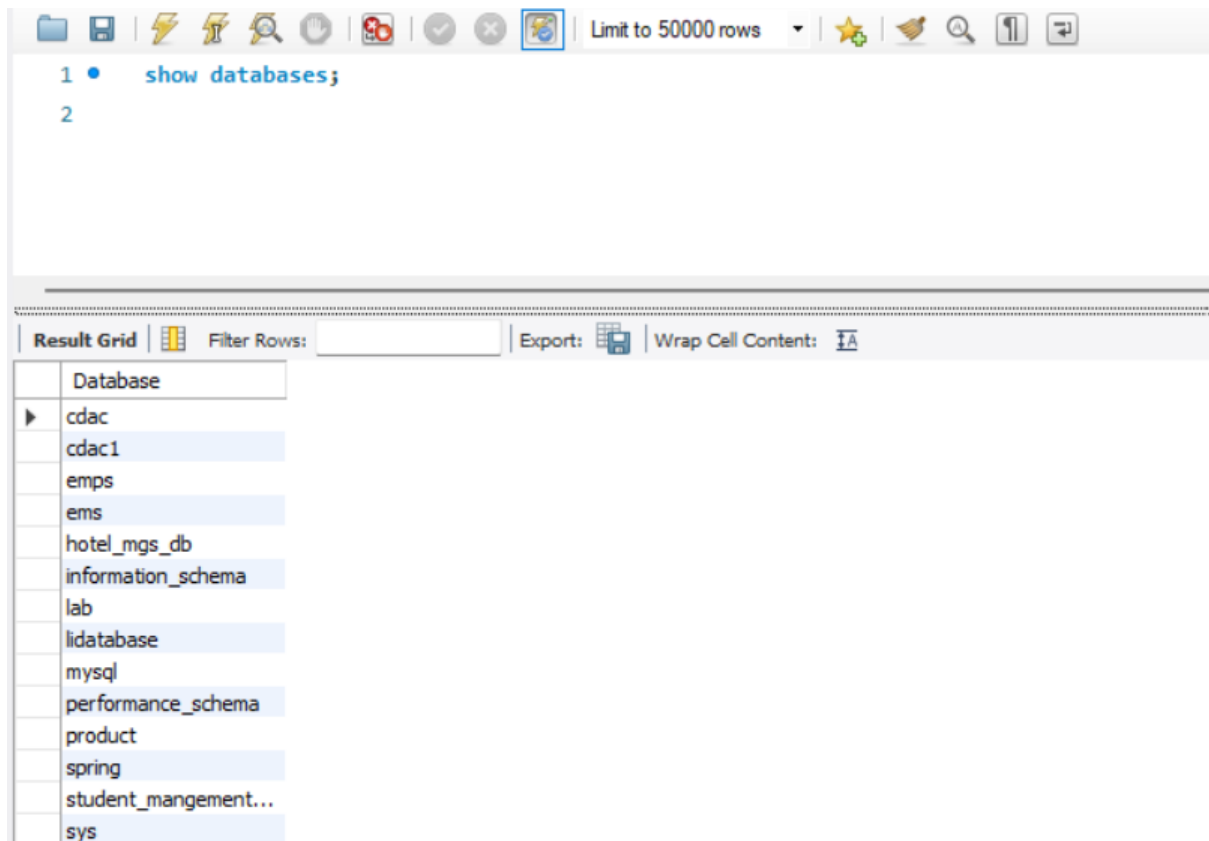 Limit to 50000 rows
1 show databases;
2
Result Grid Filter Rows: Export: Wrap Cell Content:
Database
cdac
cdac1
emps
ems
hotel_mgs_db
information_schema
lab
lidatabase
mysql
performance_schema
product
spring
student_mangement...
sys